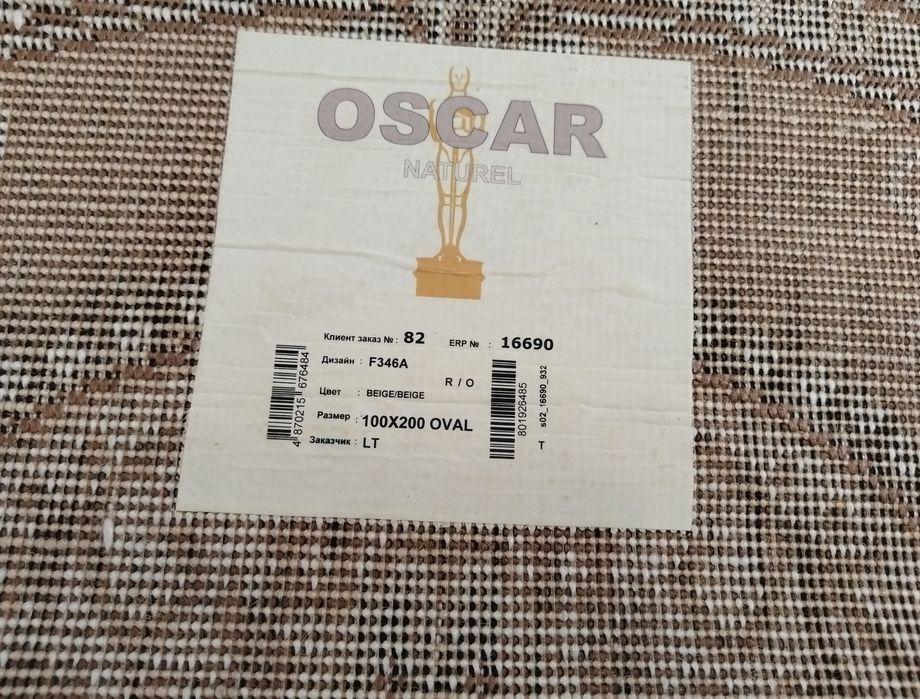 OSCAR
NATUREL
Клиент заказ № : 82 ERP № : 16690
Дизайн : F346A
R / O
Цвет : BEIGE/BEIGE
Размер : 100X200 OVAL
Заказчик : LT
4 870215 676484
801926485
s02_16690_932
T